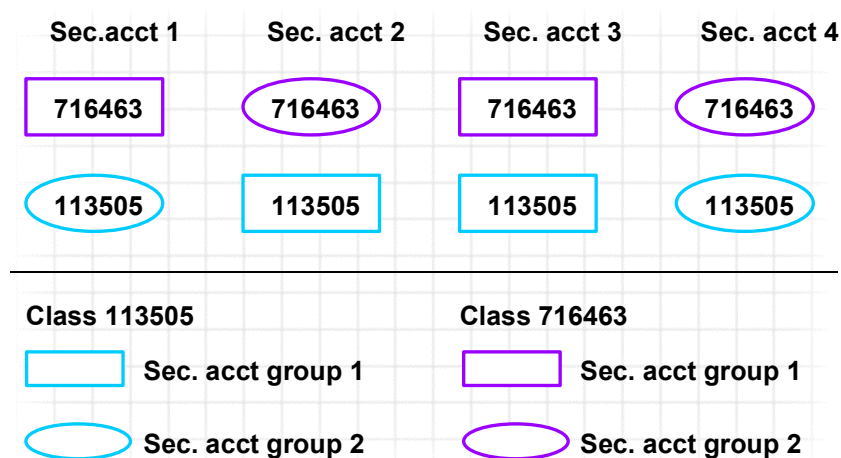 Sec.acct 1 Sec. acct 2 Sec. acct 3 Sec. acct 4
716463 716463 716463 716463
113505 113505 113505 113505
Class 113505 Class 716463
Sec. acct group 1 Sec. acct group 1
Sec. acct group 2 Sec. acct group 2